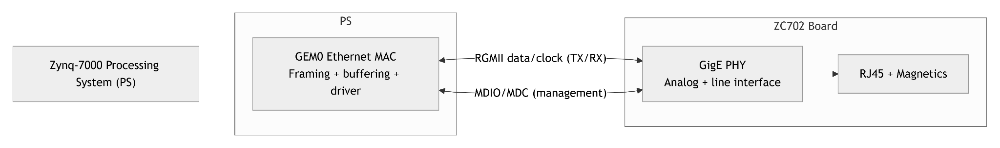 Zynq-7000 Processing
System (PS)
PS
GEM0 Ethernet MAC
Framing + buffering +
driver
RGMII data/clock (TX/RX)
MDIO/MDC (management)
ZC702 Board
GigE PHY
Analog + line interface
RJ45 + Magnetics